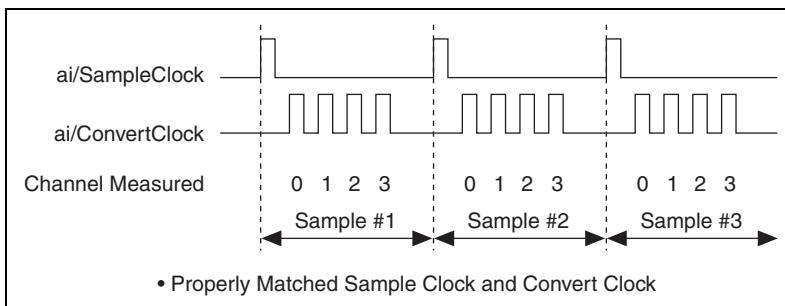 ai/SampleClock
ai/ConvertClock
Channel Measured 0 1 2 3 0 1 2 3 0 1 2 3
Sample #1 Sample #2 Sample #3
• Properly Matched Sample Clock and Convert Clock